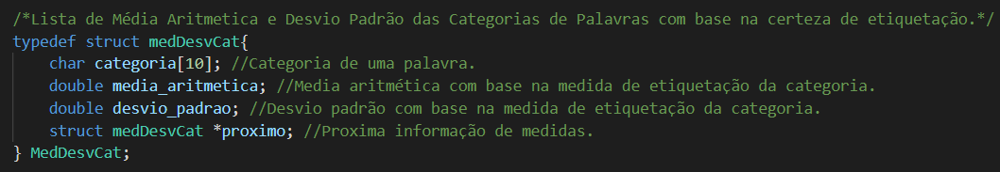 /*Lista de Média Aritmetica e Desvio Padrão das Categorias de Palavras com base na certeza de etiquetação.*/
typedef struct medDesvCat{
    char categoria[10]; //Categoria de uma palavra.
    double media_aritmetica; //Media aritmética com base na medida de etiquetação da categoria.
    double desvio_padrao; //Desvio padrão com base na medida de etiquetação da categoria.
    struct medDesvCat *proximo; //Proxima informação de medidas.
} MedDesvCat;